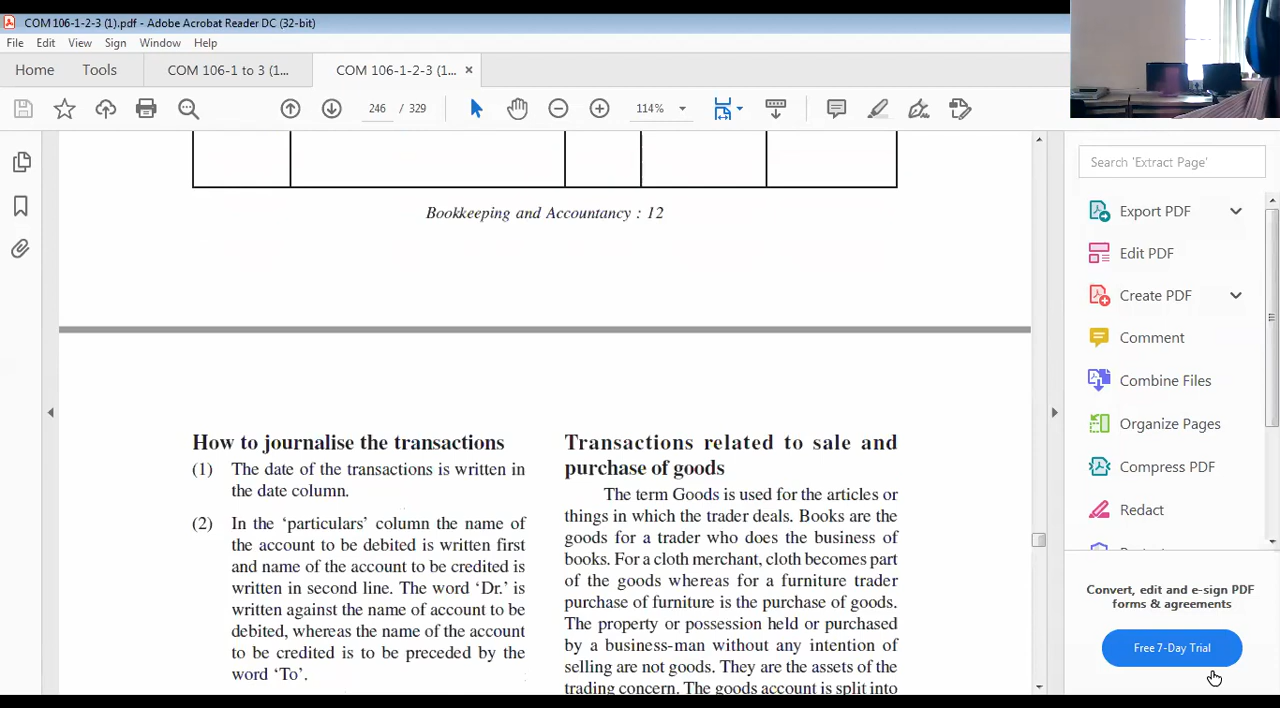 COM 106-1-2-3 (1).pdf - Adobe Acrobat Reader DC (32-bit)
File Edit View Sign Window Help
Home Tools COM 106-1 to 3 (1... COM 106-1-2-3 (1... ×
246 / 329 114%
Bookkeeping and Accountancy : 12
How to journalise the transactions
(1) The date of the transactions is written in
the date column.
(2) In the ‘particulars’ column the name of
the account to be debited is written first
and name of the account to be credited is
written in second line. The word ‘Dr.’ is
written against the name of account to be
debited, whereas the name of the account
to be credited is to be preceded by the
word ‘To’.
Transactions related to sale and
purchase of goods
The term Goods is used for the articles or
things in which the trader deals. Books are the
goods for a trader who does the business of
books. For a cloth merchant, cloth becomes part
of the goods whereas for a furniture trader
purchase of furniture is the purchase of goods.
The property or possession held or purchased
by a business-man without any intention of
selling are not goods. They are the assets of the
trading concern. The goods account is split into
Search 'Extract Page'
Export PDF
Edit PDF
Create PDF
Comment
Combine Files
Organize Pages
Compress PDF
Redact
Convert, edit and e-sign PDF
forms & agreements
Free 7-Day Trial